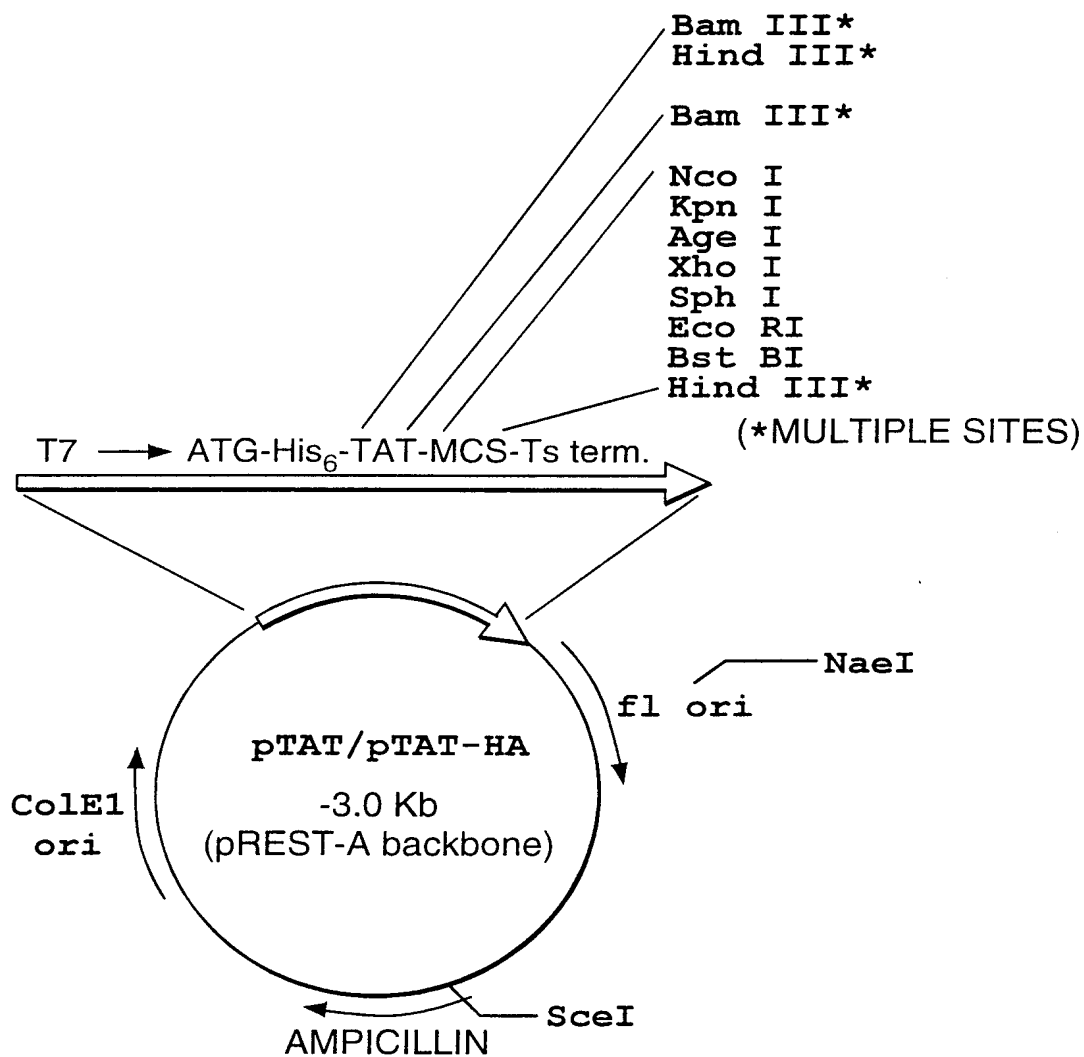 Bam III*
Hind III*
Bam III*
Nco I
Kpn I
Age I
Xho I
Sph I
Eco RI
Bst BI
Hind III*
(*MULTIPLE SITES)
T7 → ATG-His₆-TAT-MCS-Ts term.
NaeI
fl ori
pTAT/pTAT-HA
-3.0 Kb
(pREST-A backbone)
ColE1
ori
SceI
AMPICILLIN